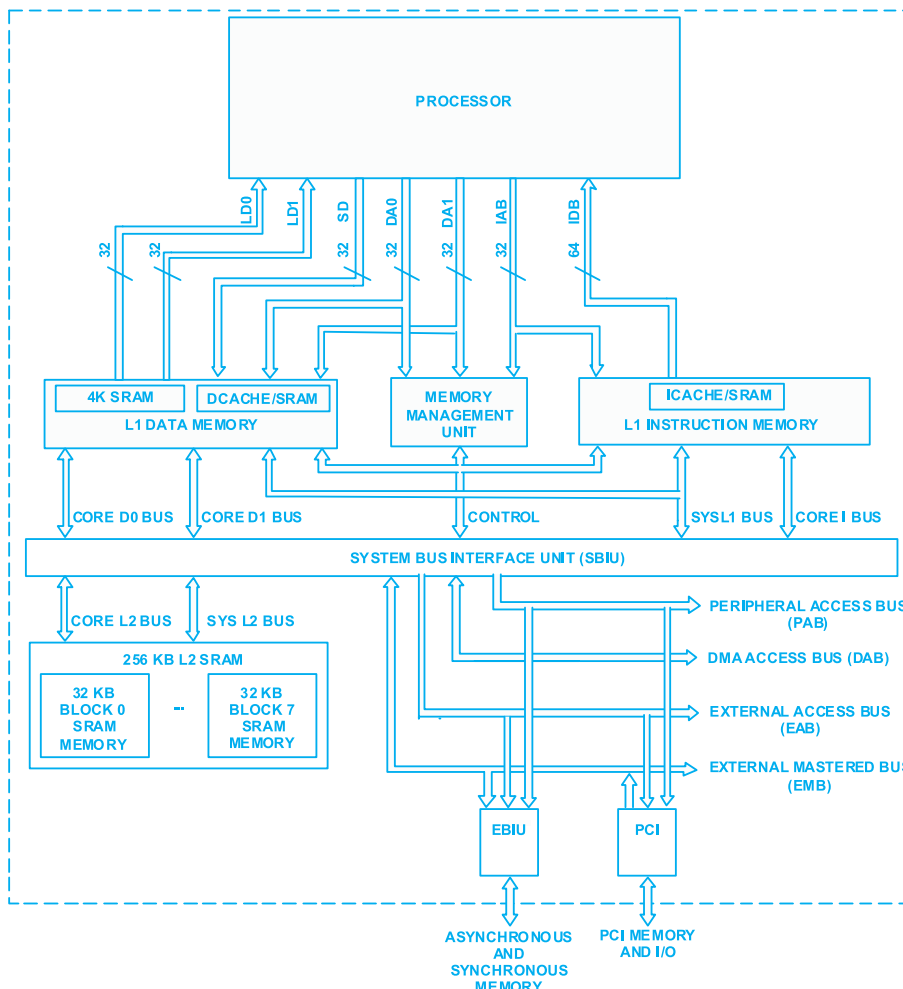 PROCESSOR
LD0
LD1
SD
DA0
DA1
IAB
IDB
32
32
32
32
32
32
64
4K SRAM
DCACHE/SRAM
L1 DATA MEMORY
MEMORY
MANAGEMENT
UNIT
ICACHE/SRAM
L1 INSTRUCTION MEMORY
CORE D0 BUS
CORE D1 BUS
CONTROL
SYSL1 BUS
CORE I BUS
SYSTEM BUS INTERFACE UNIT (SBIU)
CORE L2 BUS
SYS L2 BUS
PERIPHERAL ACCESS BUS
(PAB)
256 KB L2 SRAM
DMA ACCESS BUS (DAB)
32 KB
BLOCK 0
SRAM
MEMORY
...
32 KB
BLOCK 7
SRAM
MEMORY
EXTERNAL ACCESS BUS
(EAB)
EXTERNAL MASTERED BUS
(EMB)
EBIU
PCI
ASYNCHRONOUS
AND
SYNCHRONOUS
MEMORY
PCI MEMORY
AND I/O